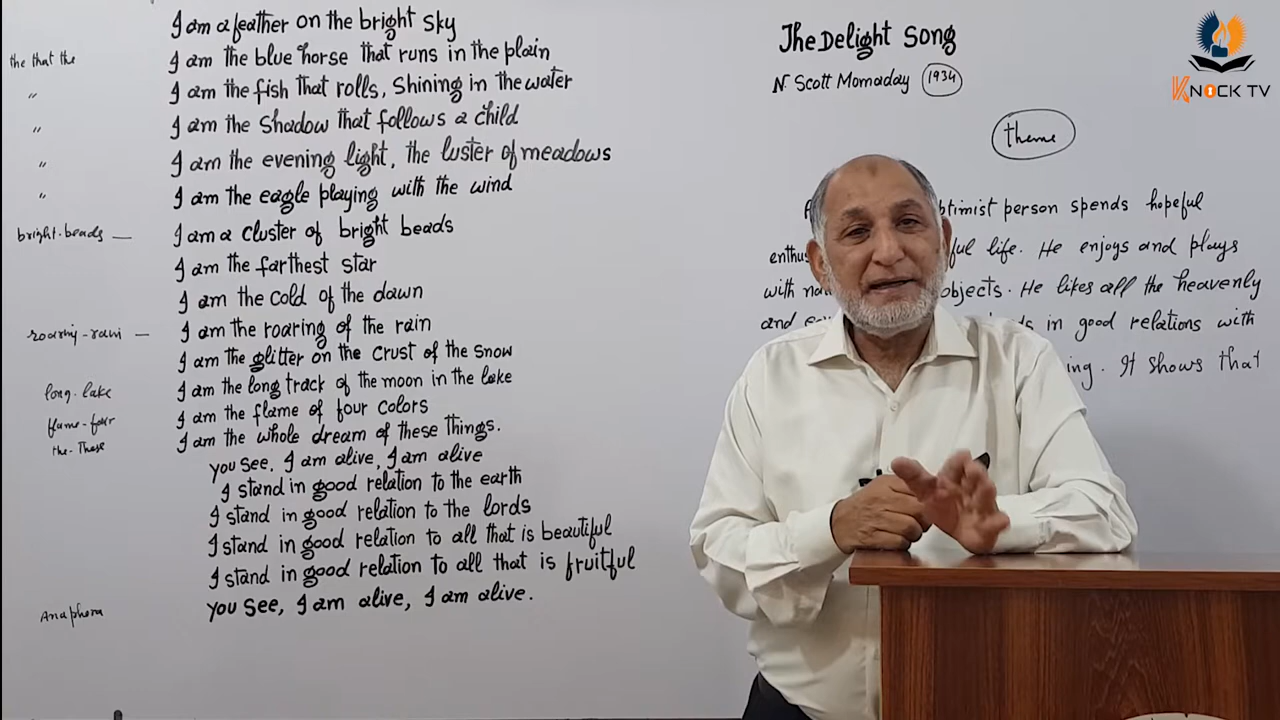 I am a feather on the bright sky
the that the
I am the blue horse that runs in the plain
"
I am the fish that rolls, shining in the water
"
I am the shadow that follows a child
"
I am the evening light, the luster of meadows
"
I am the eagle playing with the wind
bright-beads —
I am a cluster of bright beads
I am the farthest star
I am the cold of the dawn
roaring-rain —
I am the roaring of the rain
I am the glitter on the crust of the snow
long-lake
I am the long track of the moon in the lake
flame-four
I am the flame of four colors
the-These
I am the whole dream of these things.
you see, I am alive, I am alive
I stand in good relation to the earth
I stand in good relation to the lords
I stand in good relation to all that is beautiful
I stand in good relation to all that is fruitful
Anaphora
you see, I am alive, I am alive.
The Delight Song
N. Scott Momaday 1934
theme
person spends hopeful
life. He enjoys and plays
with objects. He likes all the heavenly
and in good relations with
It shows that
KNOCK TV